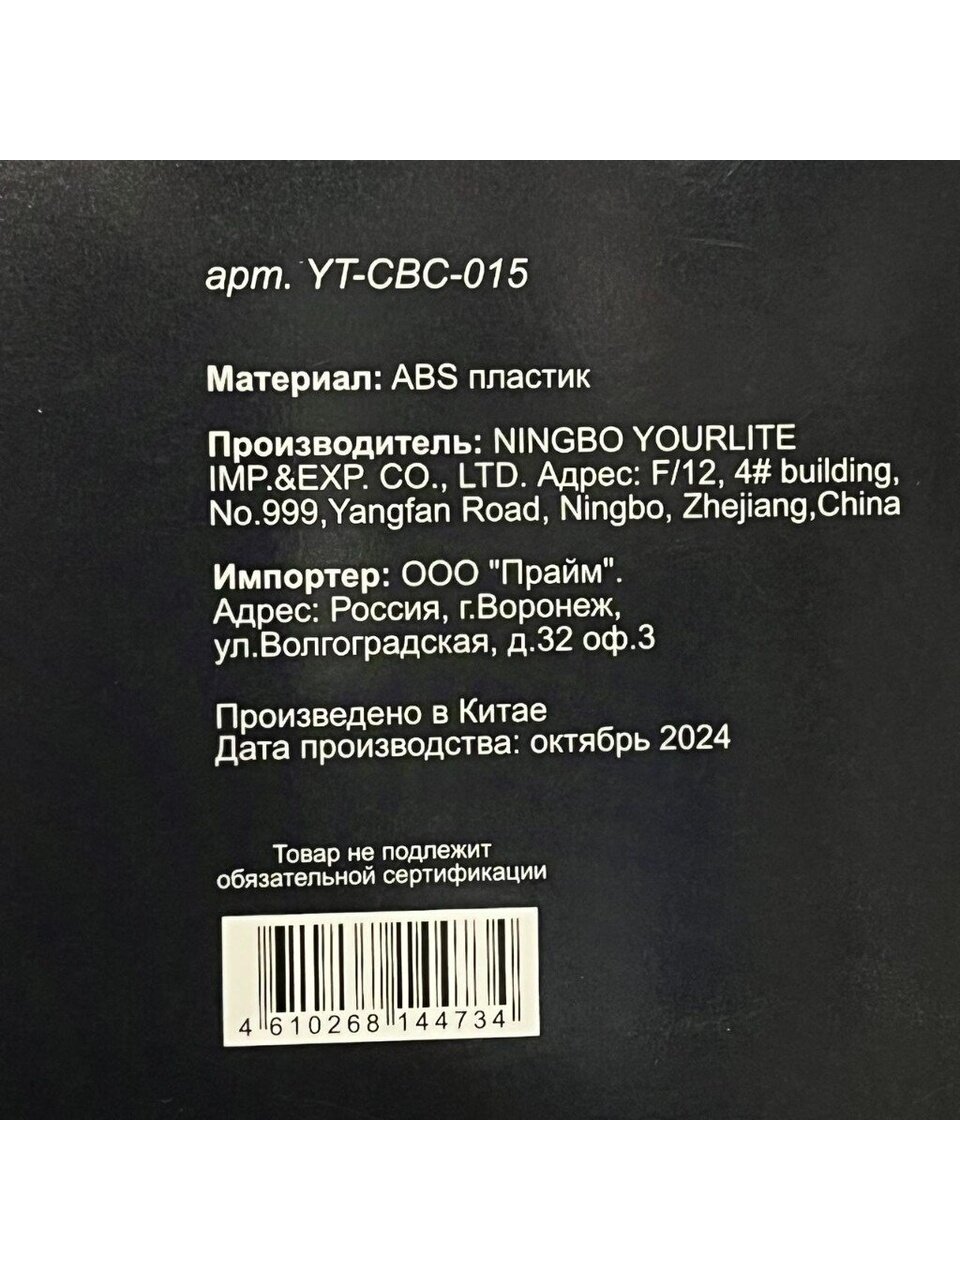 арт. YT-CBC-015
Материал: ABS пластик
Производитель: NINGBO YOURLITE
IMP.&EXP. CO., LTD. Адрес: F/12, 4# building,
No.999,Yangfan Road, Ningbo, Zhejiang,China
Импортер: ООО "Прайм".
Адрес: Россия, г.Воронеж,
ул.Волгоградская, д.32 оф.3
Произведено в Китае
Дата производства: октябрь 2024
Товар не подлежит
обязательной сертификации
4 610268 144734